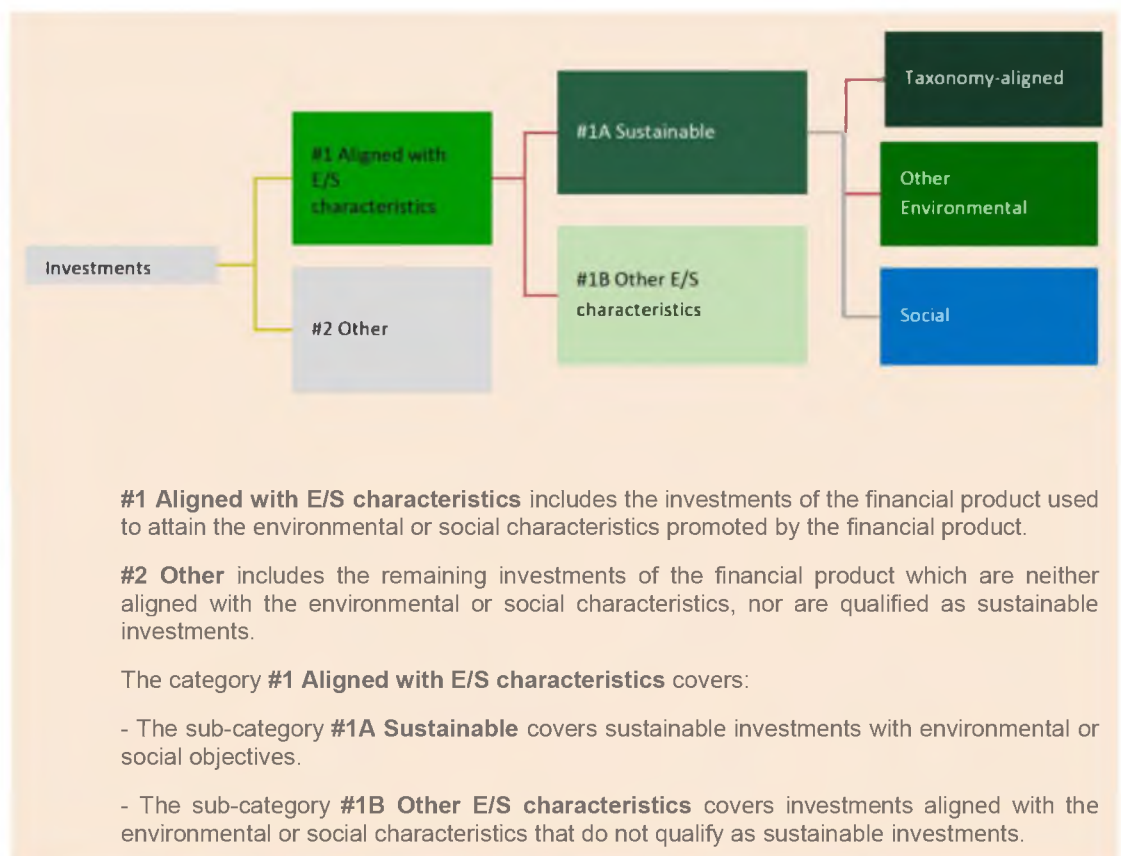 Taxonomy-aligned
#1A Sustainable
#1 Aligned with
E/S
characteristics
Other
Environmental
Investments
#1B Other E/S
characteristics
#2 Other
Social
#1 Aligned with E/S characteristics includes the investments of the financial product used
to attain the environmental or social characteristics promoted by the financial product.
#2 Other includes the remaining investments of the financial product which are neither
aligned with the environmental or social characteristics, nor are qualified as sustainable
investments.
The category #1 Aligned with E/S characteristics covers:
- The sub-category #1A Sustainable covers sustainable investments with environmental or
social objectives.
- The sub-category #1B Other E/S characteristics covers investments aligned with the
environmental or social characteristics that do not qualify as sustainable investments.